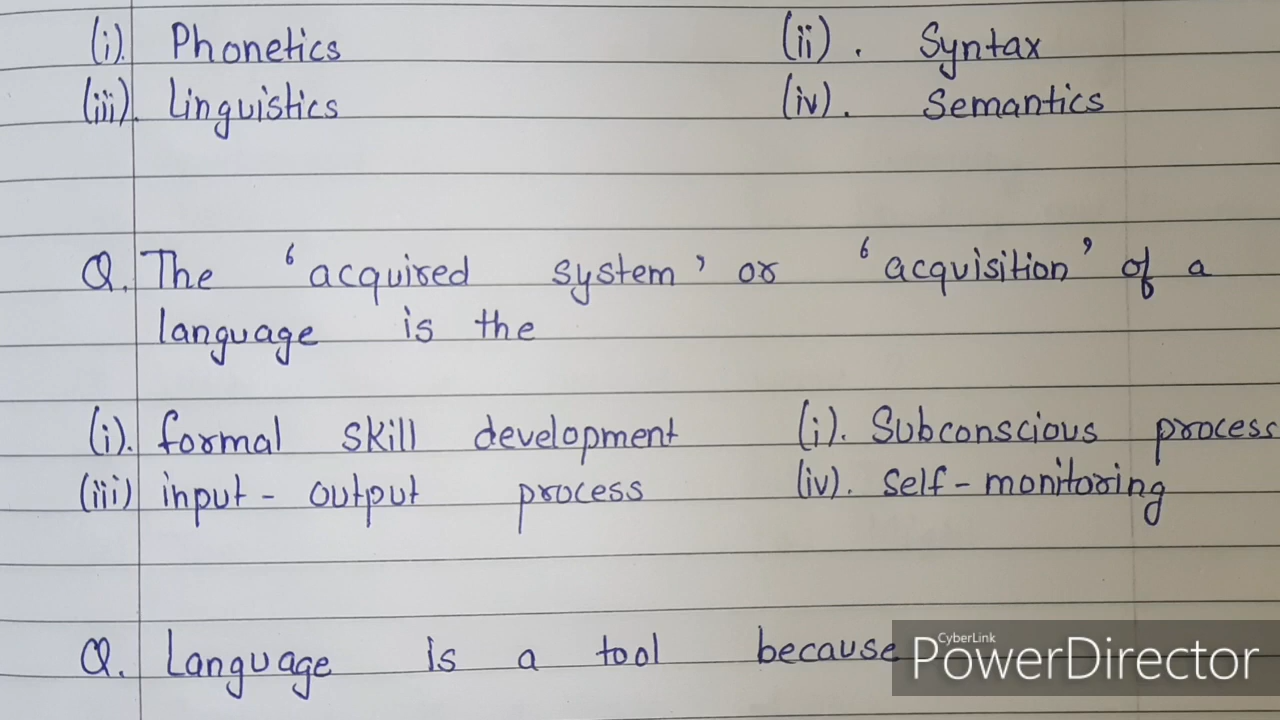 (i). Phonetics (ii). Syntax
(iii). Linguistics (iv). Semantics
Q. The ‘acquired system’ or ‘acquisition’ of a
language is the
(i). formal skill development (i). Subconscious process
(iii) input - output process (iv). Self - monitoring
Q. Language is a tool because
CyberLink
PowerDirector